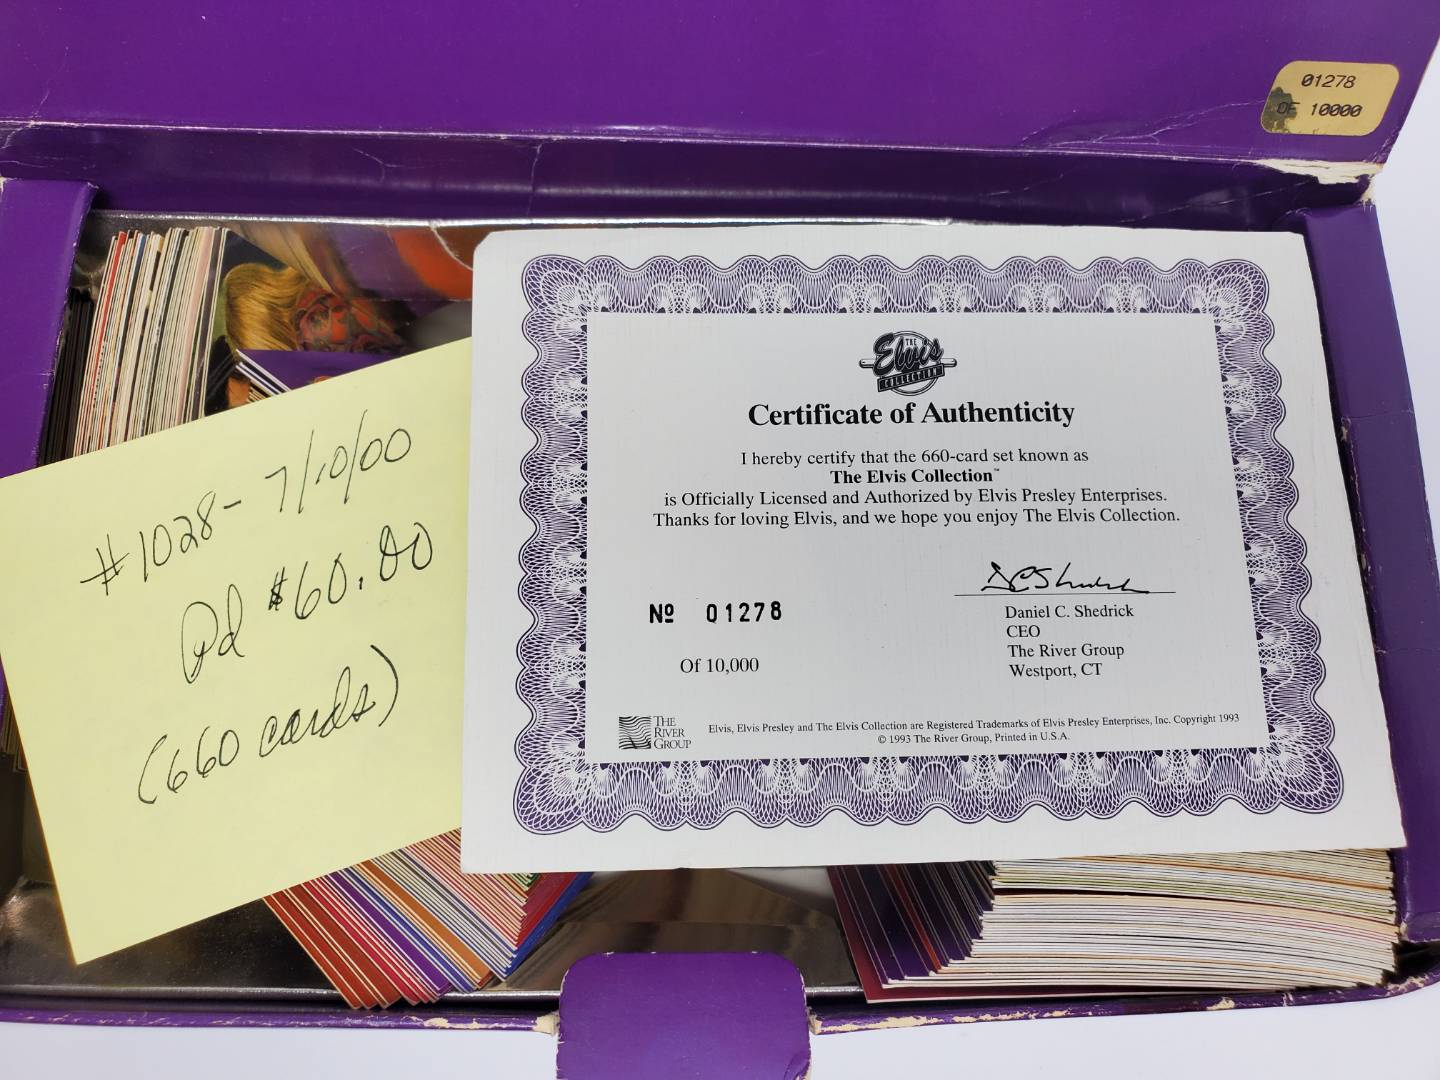 01278
OF 10000
#1028- 7/10/00
Pd $60.00
(660 cards)
THE
Elvis
COLLECTION
Certificate of Authenticity
I hereby certify that the 660-card set known as
The Elvis Collection™
is Officially Licensed and Authorized by Elvis Presley Enterprises.
Thanks for loving Elvis, and we hope you enjoy The Elvis Collection.
DCShedrick
Nº 01278
Of 10,000
Daniel C. Shedrick
CEO
The River Group
Westport, CT
THE
RIVER
GROUP
Elvis, Elvis Presley and The Elvis Collection are Registered Trademarks of Elvis Presley Enterprises, Inc. Copyright 1993
© 1993 The River Group, Printed in U.S.A.